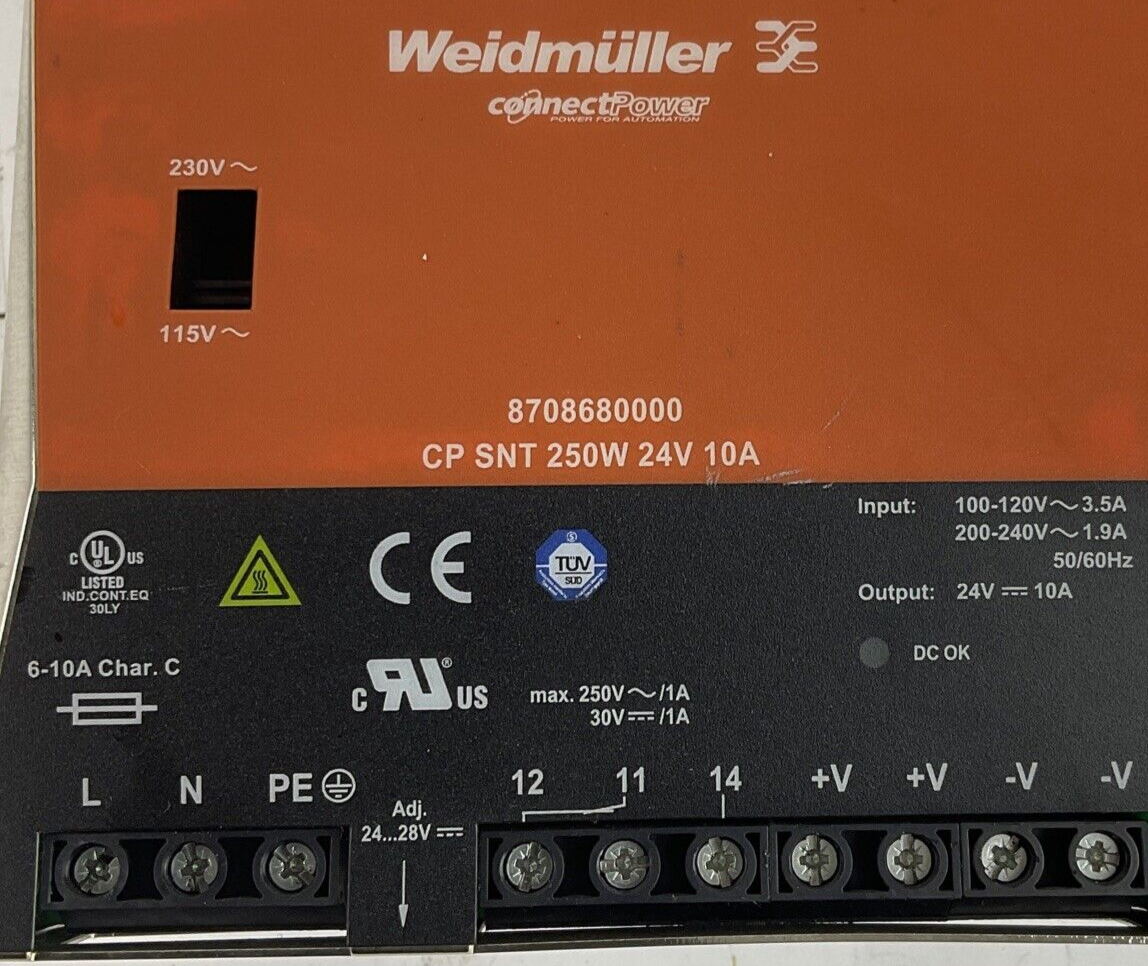 Weidmüller
connectPower
POWER FOR AUTOMATION
230V~
115V~
8708680000
CP SNT 250W 24V 10A
Input: 100-120V~3.5A
200-240V~1.9A
50/60Hz
Output: 24V⎓10A
DC OK
C UL US
LISTED
IND.CONT.EQ
30LY
CE
TÜV
SÜD
6-10A Char. C
C RU® US
max. 250V~/1A
30V⎓/1A
L N PE
Adj.
24...28V⎓
12 11 14 +V +V -V -V